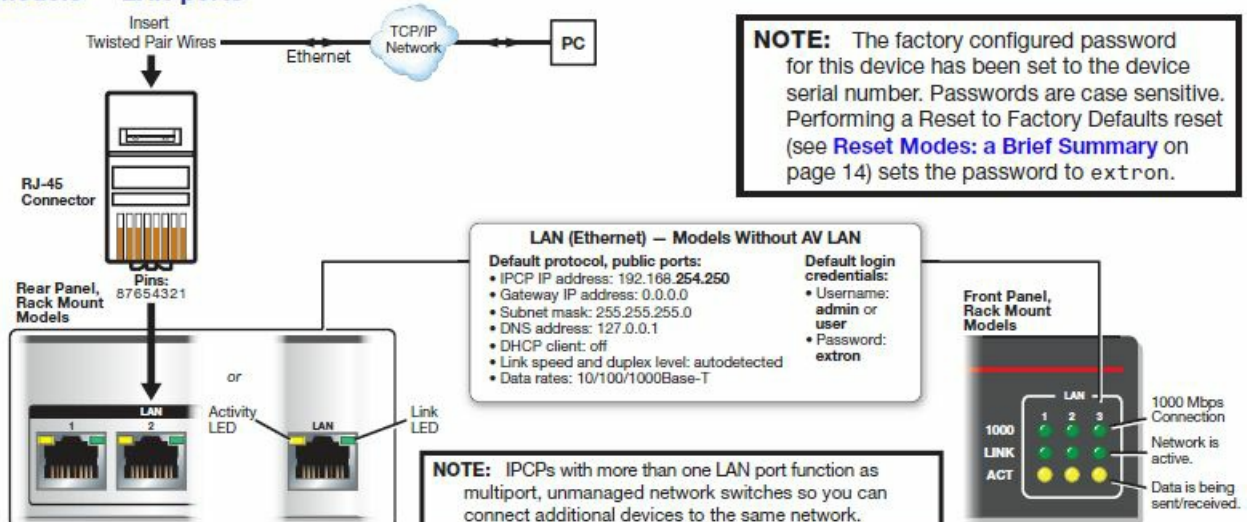 Insert
Twisted Pair Wires
Ethernet
TCP/IP
Network
PC
NOTE: The factory configured password
for this device has been set to the device
serial number. Passwords are case sensitive.
Performing a Reset to Factory Defaults reset
(see Reset Modes: a Brief Summary on
page 14) sets the password to extron.
RJ-45
Connector
Pins:
87654321
Rear Panel,
Rack Mount
Models
LAN (Ethernet) — Models Without AV LAN
Default protocol, public ports:
• IPCP IP address: 192.168.254.250
• Gateway IP address: 0.0.0.0
• Subnet mask: 255.255.255.0
• DNS address: 127.0.0.1
• DHCP client: off
• Link speed and duplex level: autodetected
• Data rates: 10/100/1000Base-T
Default login
credentials:
• Username:
admin or
user
• Password:
extron
Front Panel,
Rack Mount
Models
or
LAN
1
2
Activity
LED
LAN
Link
LED
LAN
1 2 3
1000
LINK
ACT
1000 Mbps
Connection
Network is
active.
Data is being
sent/received.
NOTE: IPCPs with more than one LAN port function as
multiport, unmanaged network switches so you can
connect additional devices to the same network.